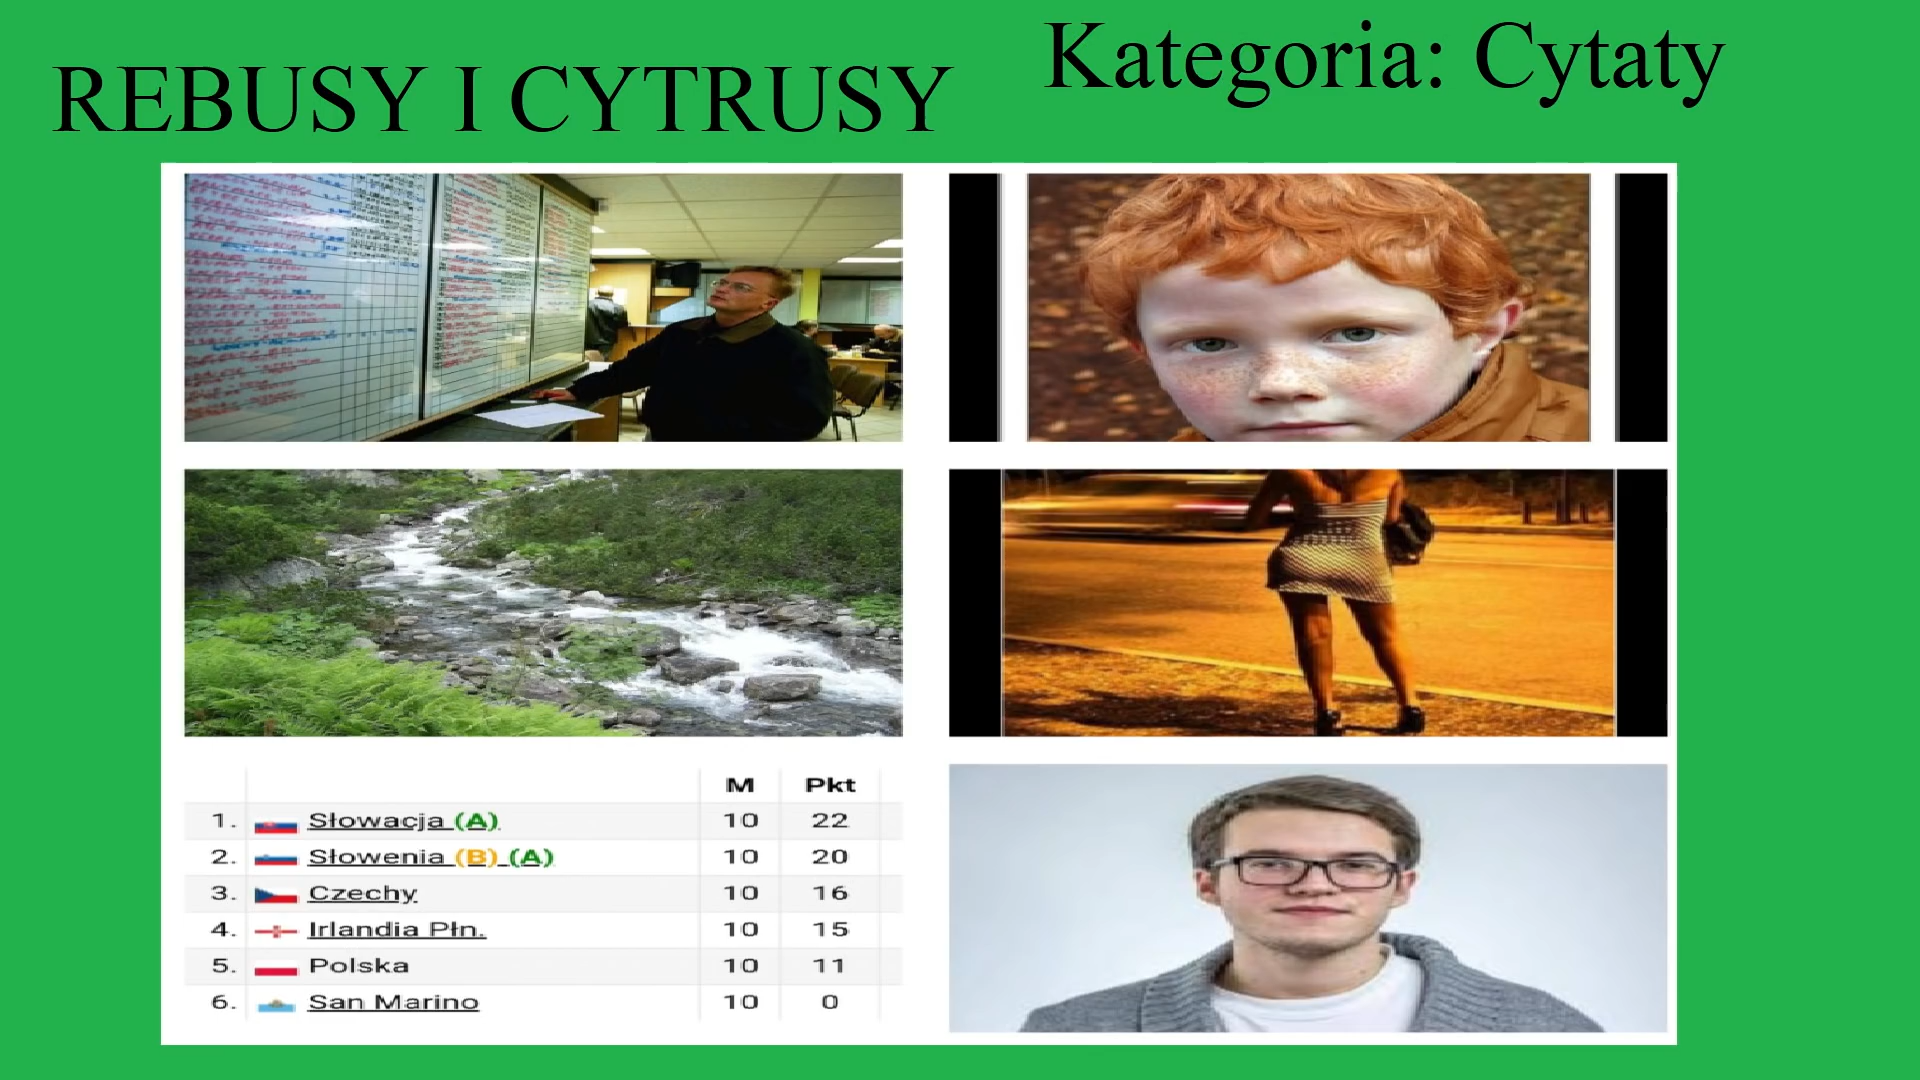 REBUSY I CYTRUSY
Kategoria: Cytaty
M Pkt
1. Słowacja (A) 10 22
2. Słowenia (B) (A) 10 20
3. Czechy 10 16
4. Irlandia Płn. 10 15
5. Polska 10 11
6. San Marino 10 0